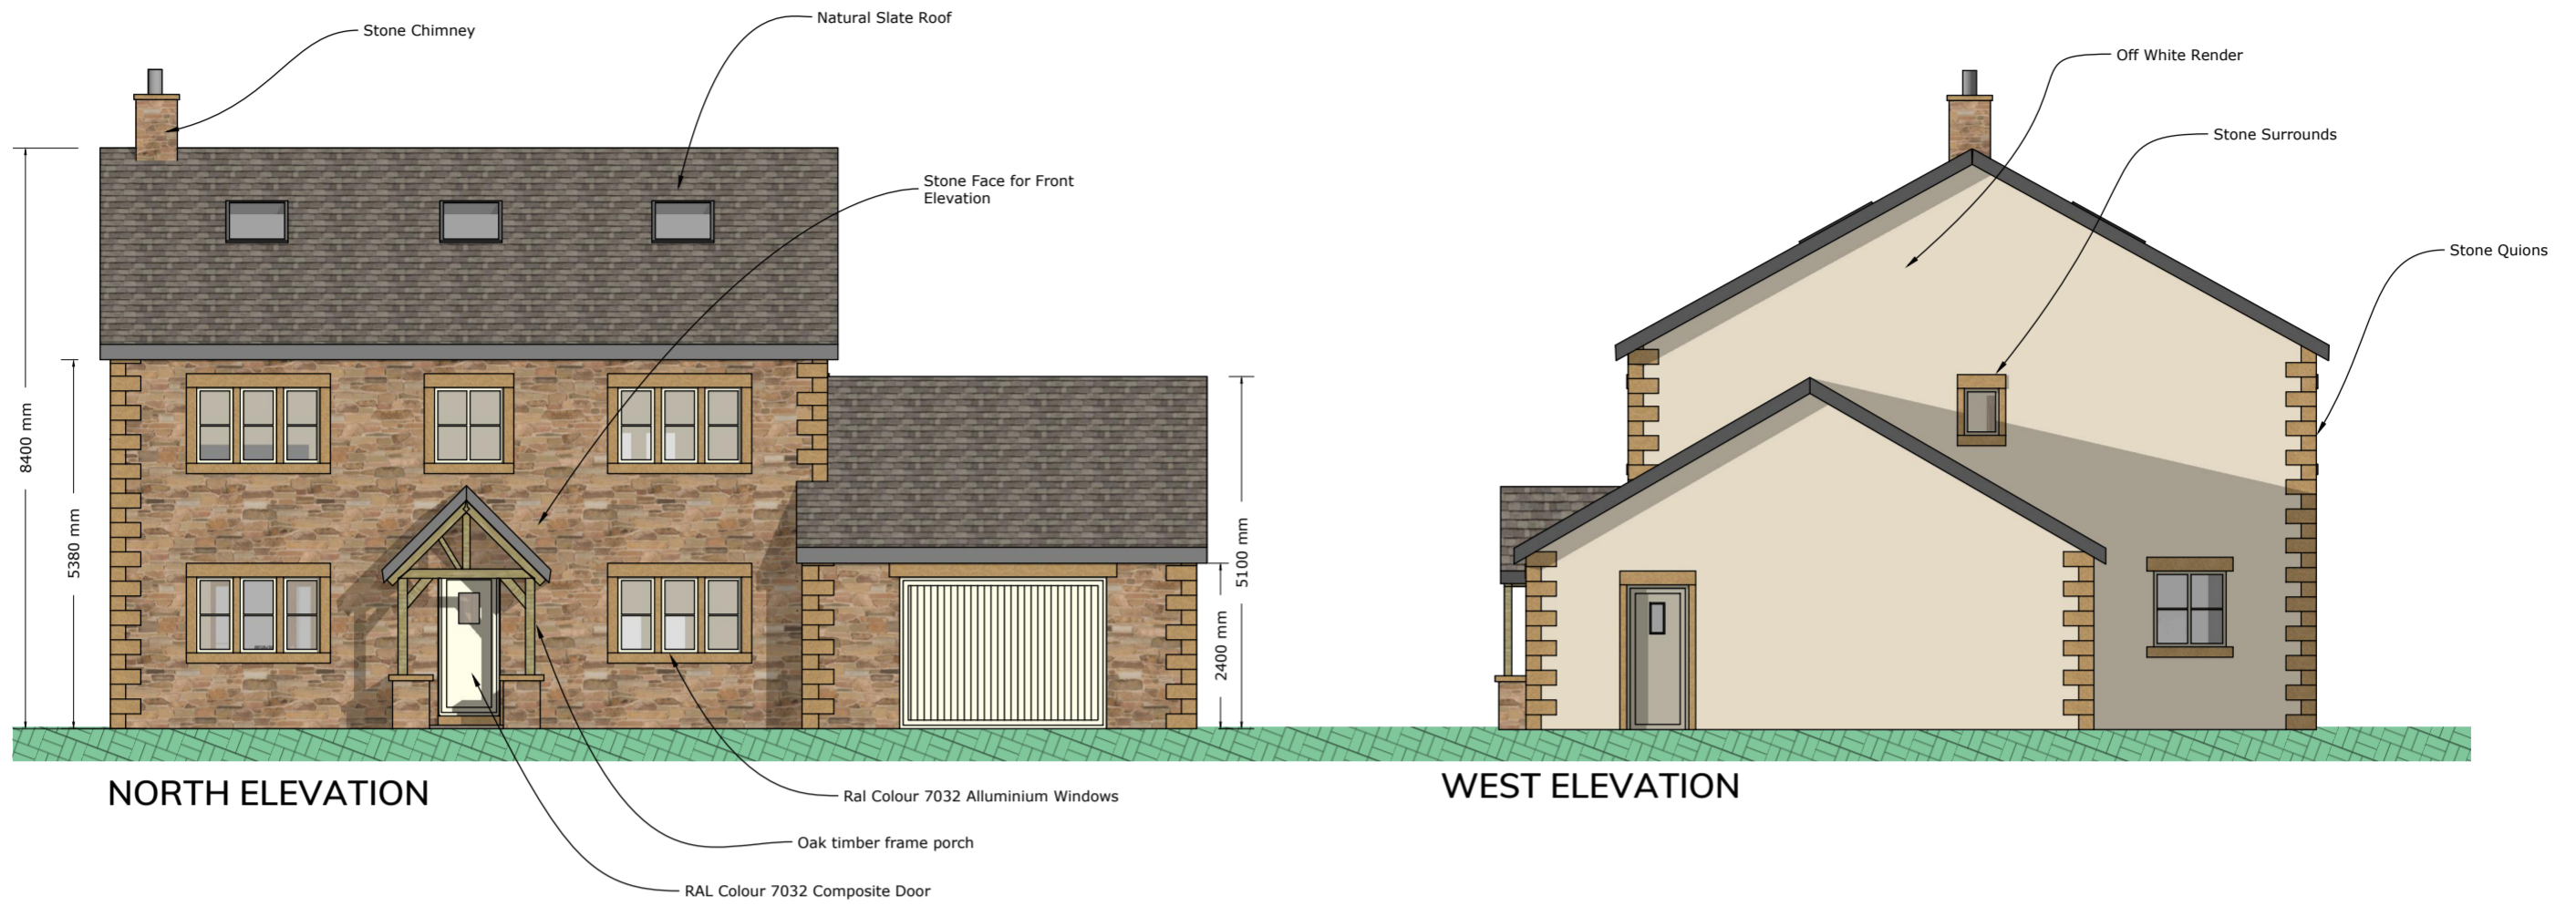 Stone Chimney
Natural Slate Roof
Off White Render
Stone Surrounds
Stone Face for Front
Elevation
Stone Quions
8400 mm
5380 mm
5100 mm
2400 mm
NORTH ELEVATION
WEST ELEVATION
Ral Colour 7032 Alluminium Windows
Oak timber frame porch
RAL Colour 7032 Composite Door